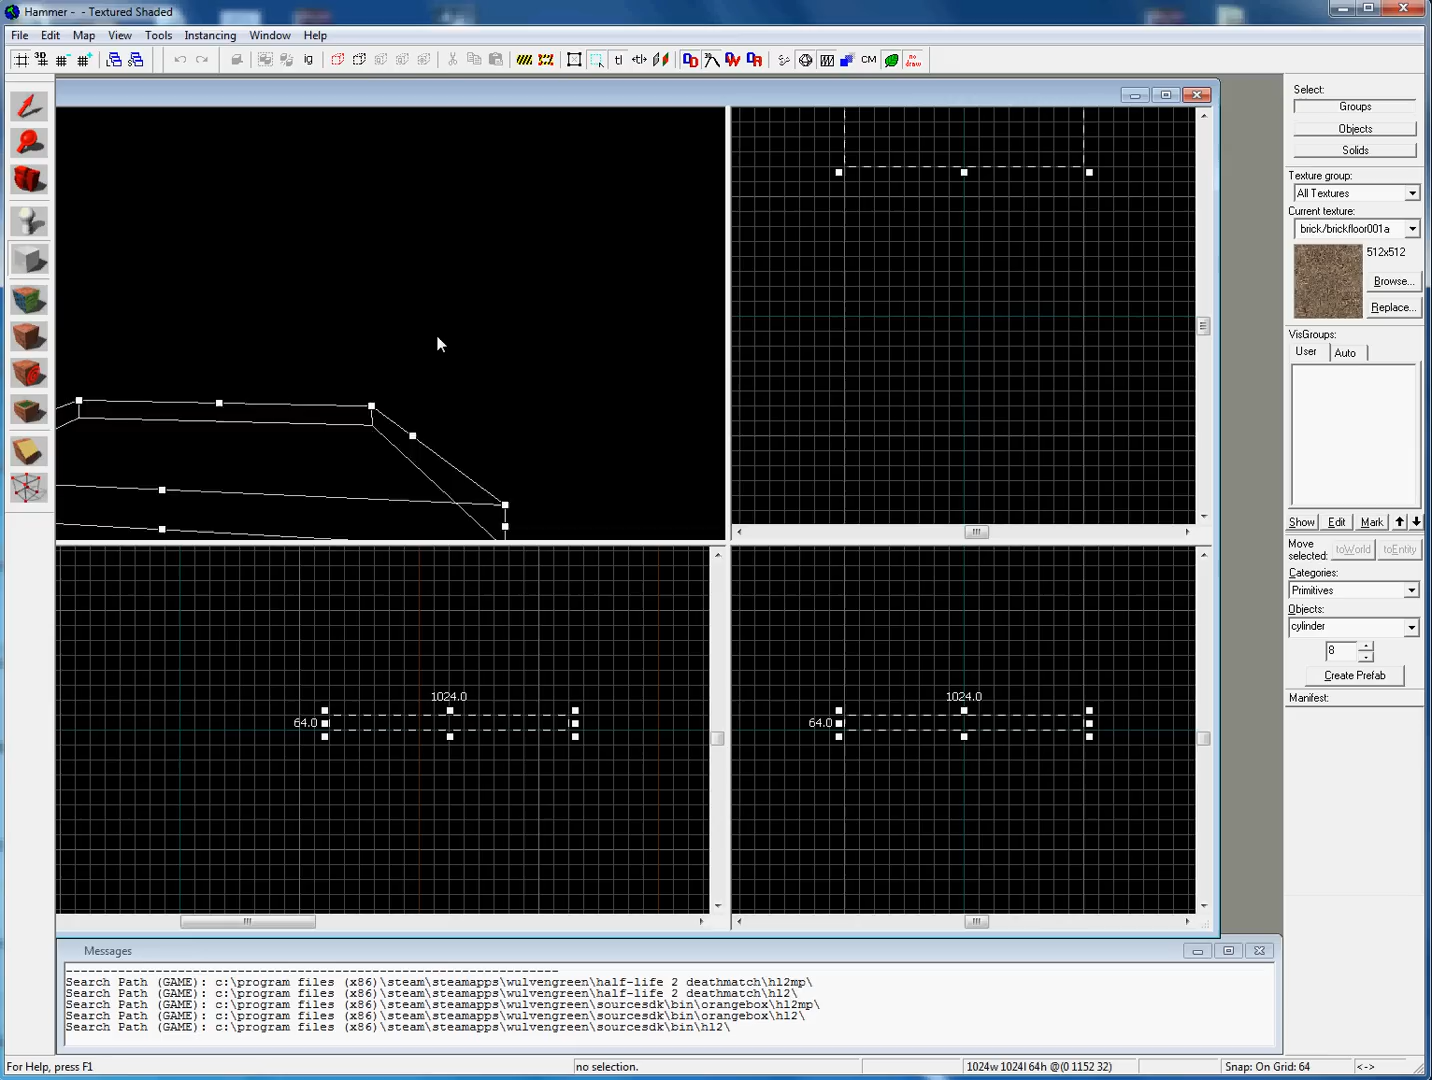 Hammer - - Textured Shaded
File Edit Map View Tools Instancing Window Help
3D ig tl +tl+ CM no draw
Select:
Groups
Objects
Solids
Texture group:
All Textures
Current texture:
brick/brickfloor001a
512x512
Browse...
Replace...
VisGroups:
User Auto
Show Edit Mark
Move selected: toWorld toEntity
Categories:
Primitives
Objects:
cylinder
8
Create Prefab
Manifest:
1024.0
64.0
1024.0
64.0
Messages
Search Path (GAME): c:\program files (x86)\steam\steamapps\wulvengreen\half-life 2 deathmatch\hl2mp\
Search Path (GAME): c:\program files (x86)\steam\steamapps\wulvengreen\half-life 2 deathmatch\hl2\
Search Path (GAME): c:\program files (x86)\steam\steamapps\wulvengreen\sourcesdk\bin\orangebox\hl2mp\
Search Path (GAME): c:\program files (x86)\steam\steamapps\wulvengreen\sourcesdk\bin\orangebox\hl2\
Search Path (GAME): c:\program files (x86)\steam\steamapps\wulvengreen\sourcesdk\bin\hl2\
For Help, press F1 no selection. 1024w 1024l 64h @(0 1152 32) Snap: On Grid: 64 <->